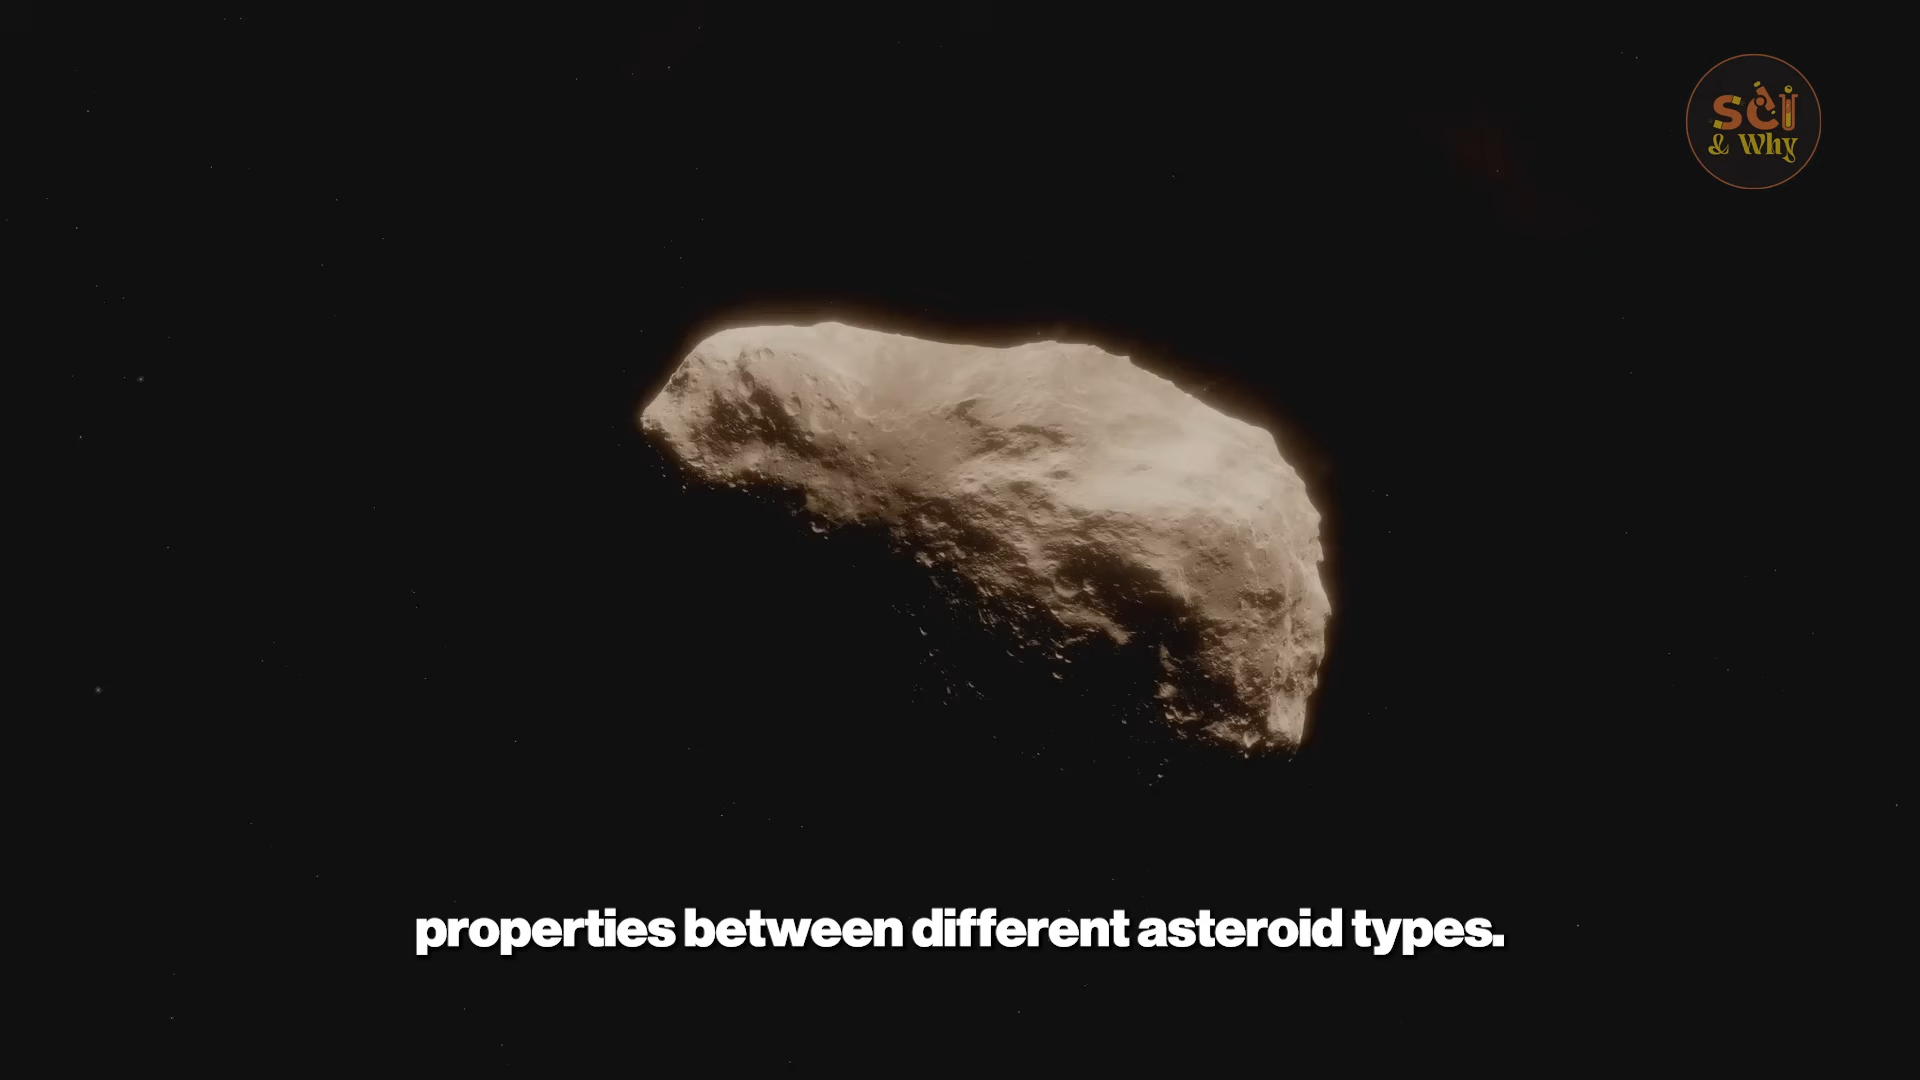 sci
& Why
properties between different asteroid types.